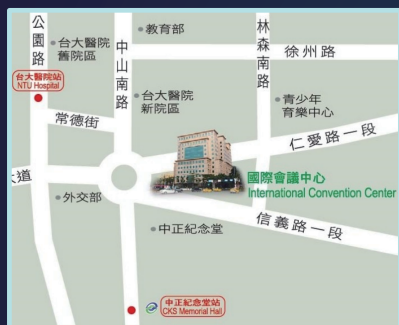 公園路
台大醫院
舊院區
中山南路
教育部
林森南路
徐州路
台大醫院站
NTU Hospital
台大醫院
新院區
青少年
育樂中心
常德街
仁愛路一段
國際會議中心
International Convention Center
大道
外交部
信義路一段
中正紀念堂
中正紀念堂站
CKS Memorial Hall